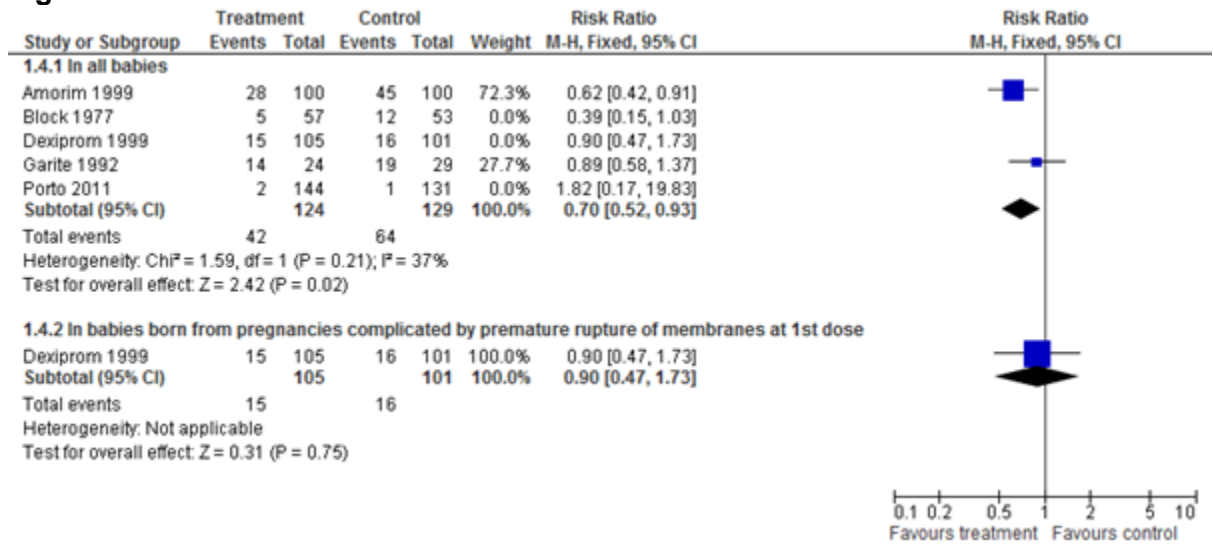 Treatment Control Risk Ratio Risk Ratio
Study or Subgroup Events Total Events Total Weight M-H, Fixed, 95% CI M-H, Fixed, 95% CI
1.4.1 In all babies
Amorim 1999 28 100 45 100 72.3% 0.62 [0.42, 0.91]
Block 1977 5 57 12 53 0.0% 0.39 [0.15, 1.03]
Dexiprom 1999 15 105 16 101 0.0% 0.90 [0.47, 1.73]
Garite 1992 14 24 19 29 27.7% 0.89 [0.58, 1.37]
Porto 2011 2 144 1 131 0.0% 1.82 [0.17, 19.83]
Subtotal (95% CI) 124 129 100.0% 0.70 [0.52, 0.93]
Total events 42 64
Heterogeneity: Chi² = 1.59, df = 1 (P = 0.21); I² = 37%
Test for overall effect: Z = 2.42 (P = 0.02)
1.4.2 In babies born from pregnancies complicated by premature rupture of membranes at 1st dose
Dexiprom 1999 15 105 16 101 100.0% 0.90 [0.47, 1.73]
Subtotal (95% CI) 105 101 100.0% 0.90 [0.47, 1.73]
Total events 15 16
Heterogeneity: Not applicable
Test for overall effect: Z = 0.31 (P = 0.75)
0.1 0.2 0.5 1 2 5 10
Favours treatment Favours control